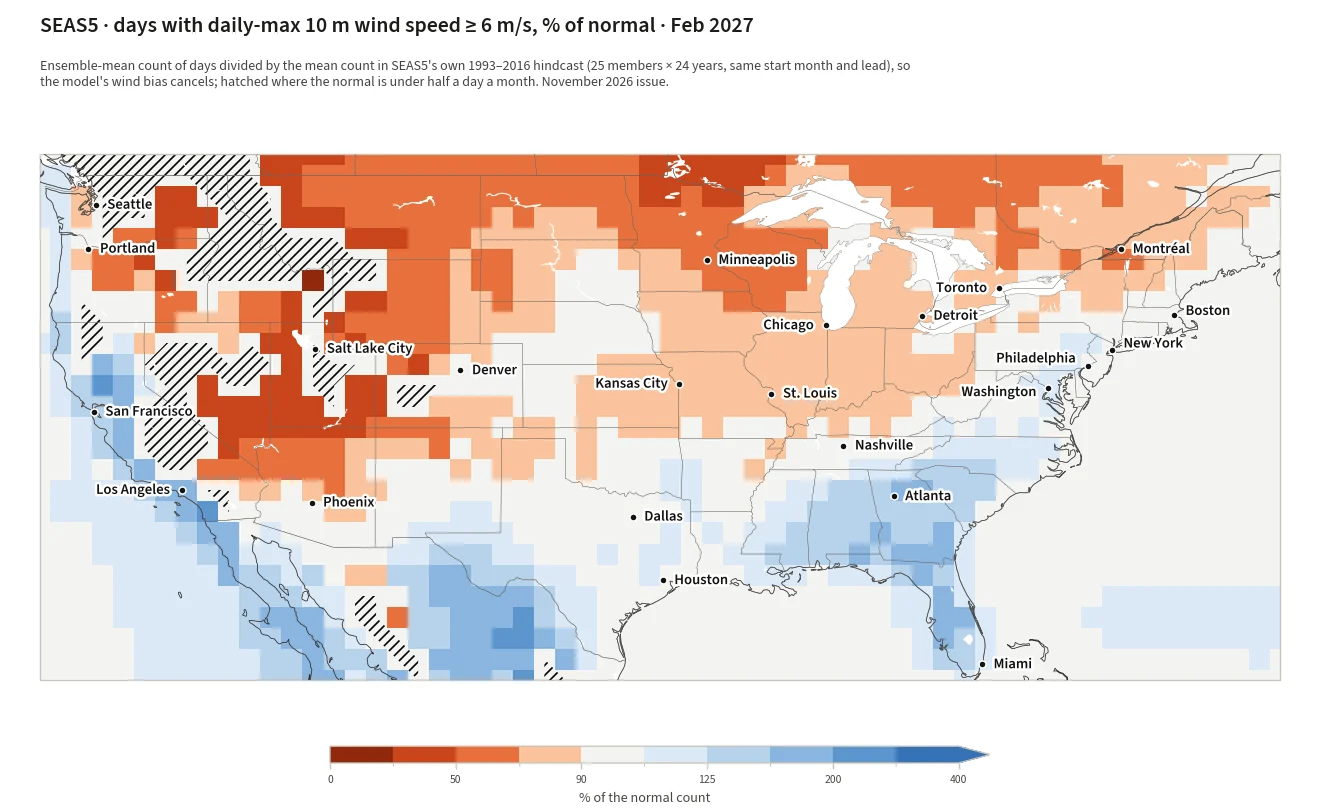 SEAS5 · days with daily-max 10 m wind speed ≥ 6 m/s, % of normal · Feb 2027
Ensemble-mean count of days divided by the mean count in SEAS5's own 1993–2016 hindcast (25 members × 24 years, same start month and lead), so
the model's wind bias cancels; hatched where the normal is under half a day a month. November 2026 issue.
Seattle
Portland
Montréal
Minneapolis
Toronto
Boston
Detroit
Chicago
New York
Salt Lake City
Philadelphia
Denver
Kansas City
St. Louis
Washington
San Francisco
Nashville
Los Angeles
Atlanta
Phoenix
Dallas
Houston
Miami
0 50 90 125 200 400
% of the normal count